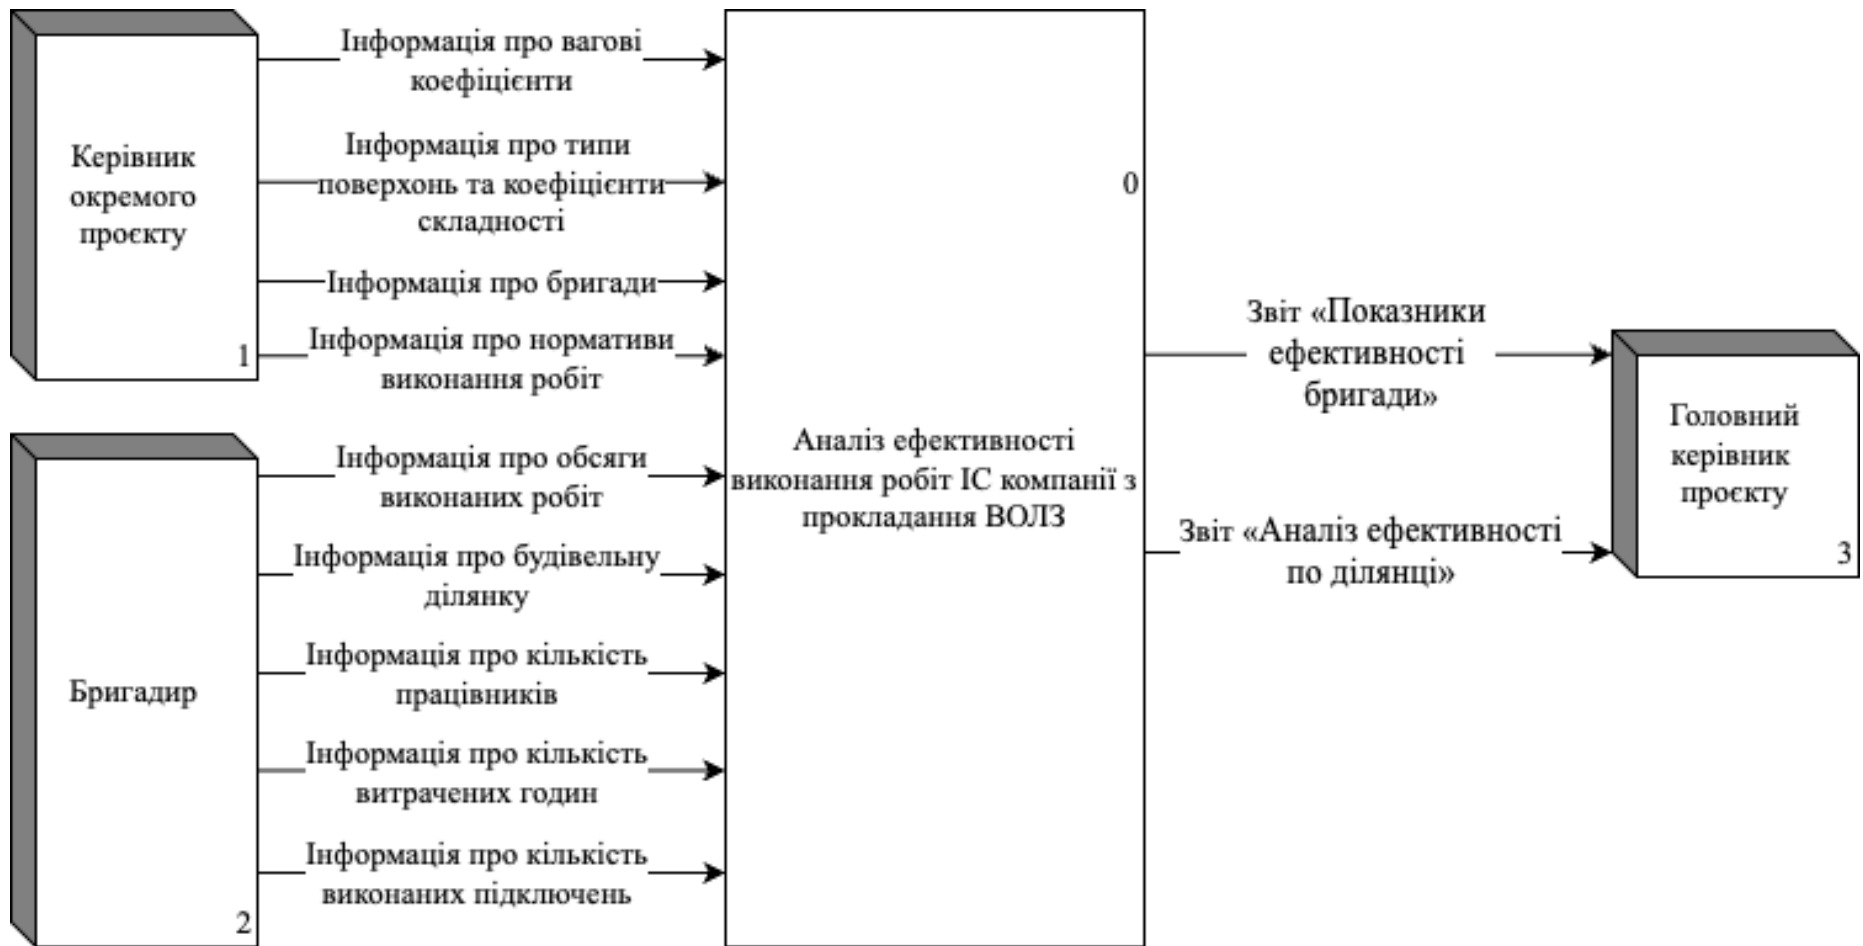 Керівник
окремого
проєкту
1
Інформація про вагові
коефіцієнти
Інформація про типи
поверхонь та коефіцієнти
складності
Інформація про бригади
Інформація про нормативи
виконання робіт
Бригадир
2
Інформація про обсяги
виконаних робіт
Інформація про будівельну
ділянку
Інформація про кількість
працівників
Інформація про кількість
витрачених годин
Інформація про кількість
виконаних підключень
0
Аналіз ефективності
виконання робіт ІС компанії з
прокладання ВОЛЗ
Звіт «Показники
ефективності
бригади»
Звіт «Аналіз ефективності
по ділянці»
Головний
керівник
проєкту
3